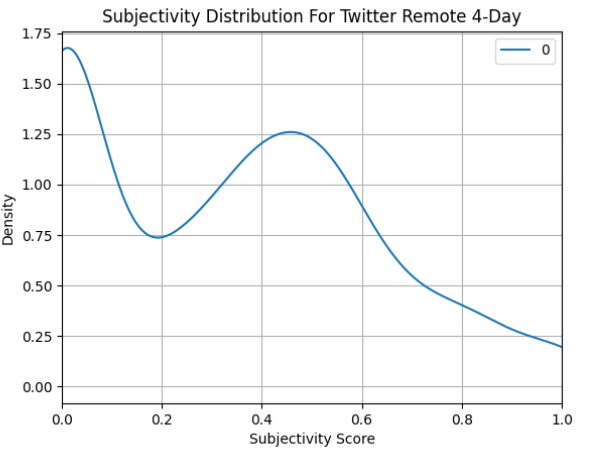 Subjectivity Distribution For Twitter Remote 4-Day
0
1.75
1.50
1.25
1.00
0.75
0.50
0.25
0.00
Density
0.0 0.2 0.4 0.6 0.8 1.0
Subjectivity Score